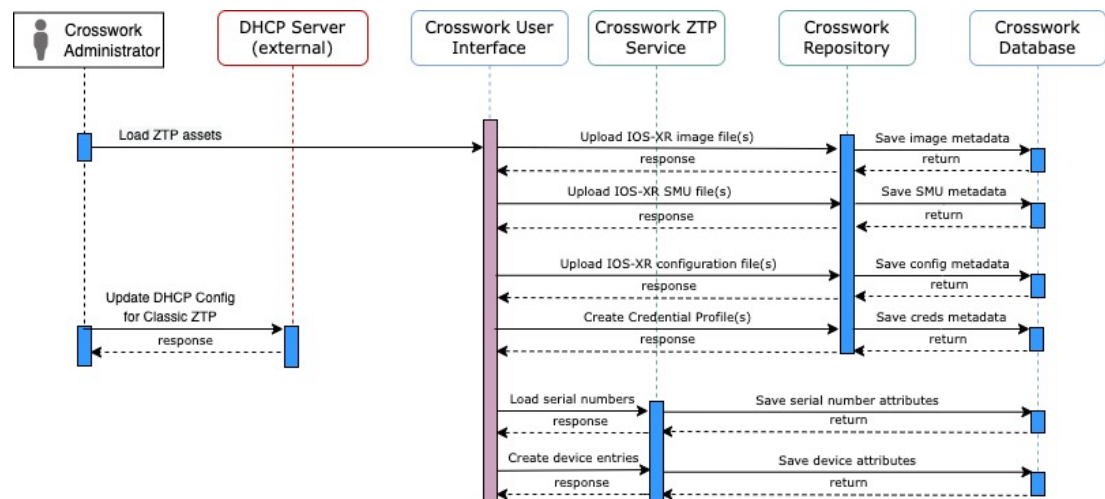 Crosswork
Administrator
DHCP Server
(external)
Crosswork User
Interface
Crosswork ZTP
Service
Crosswork
Repository
Crosswork
Database
Load ZTP assets
Upload IOS-XR image file(s)
Save image metadata
response
return
Upload IOS-XR SMU file(s)
Save SMU metadata
response
return
Upload IOS-XR configuration file(s)
Save config metadata
response
return
Update DHCP Config
for Classic ZTP
response
Create Credential Profile(s)
Save creds metadata
response
return
Load serial numbers
Save serial number attributes
response
return
Create device entries
Save device attributes
response
return